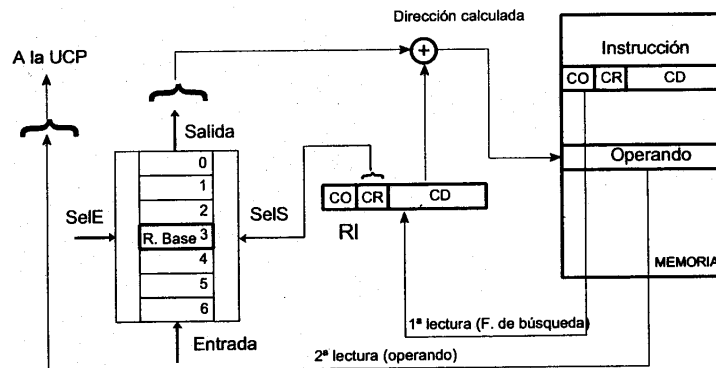 Dirección calculada
A la UCP
Instrucción
CO CR CD
Salida
Operando
0
1
2
SelE
R. Base 3
SelS
4
5
6
CO CR CD
RI
MEMORIA
1ª lectura (F. de búsqueda)
Entrada
2ª lectura (operando)